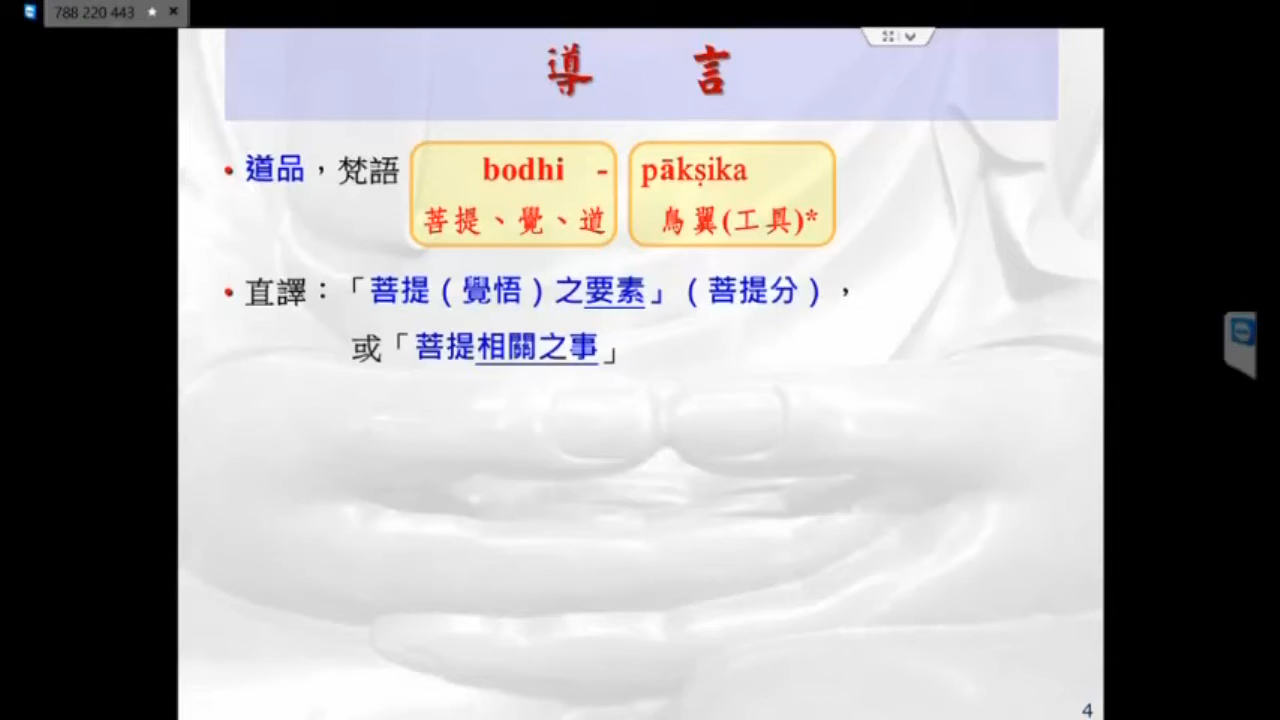 788 220 443
導 言
• 道品，梵語 bodhi - pākṣika
菩提、覺、道 鳥翼(工具)*
• 直譯：「菩提（覺悟）之要素」（菩提分），
或「菩提相關之事」
4